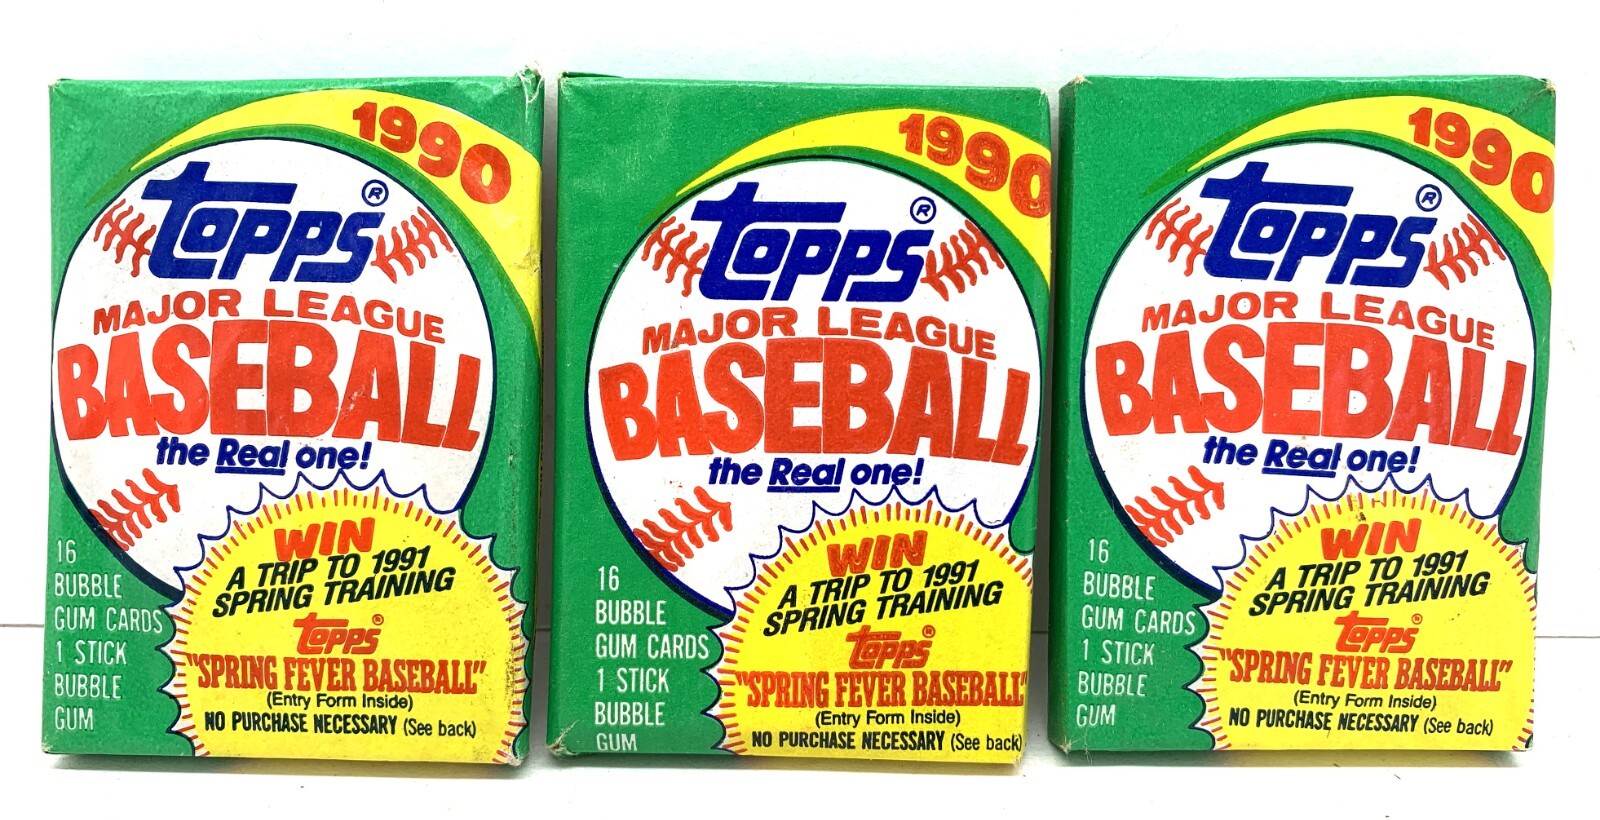 1990
topps®
MAJOR LEAGUE
BASEBALL
the Real one!
16
BUBBLE
GUM CARDS
1 STICK
BUBBLE
GUM
WIN
A TRIP TO 1991
SPRING TRAINING
topps®
"SPRING FEVER BASEBALL"
(Entry Form Inside)
NO PURCHASE NECESSARY (See back)
1990
topps®
MAJOR LEAGUE
BASEBALL
the Real one!
16
BUBBLE
GUM CARDS
1 STICK
BUBBLE
GUM
WIN
A TRIP TO 1991
SPRING TRAINING
topps®
"SPRING FEVER BASEBALL
(Entry Form Inside)
NO PURCHASE NECESSARY (See back)
1990
topps®
MAJOR LEAGUE
BASEBALL
the Real one!
16
BUBBLE
GUM CARDS
1 STICK
BUBBLE
GUM
WIN
A TRIP TO 1991
SPRING TRAINING
topps®
"SPRING FEVER BASEBALL"
(Entry Form Inside)
NO PURCHASE NECESSARY (See back)